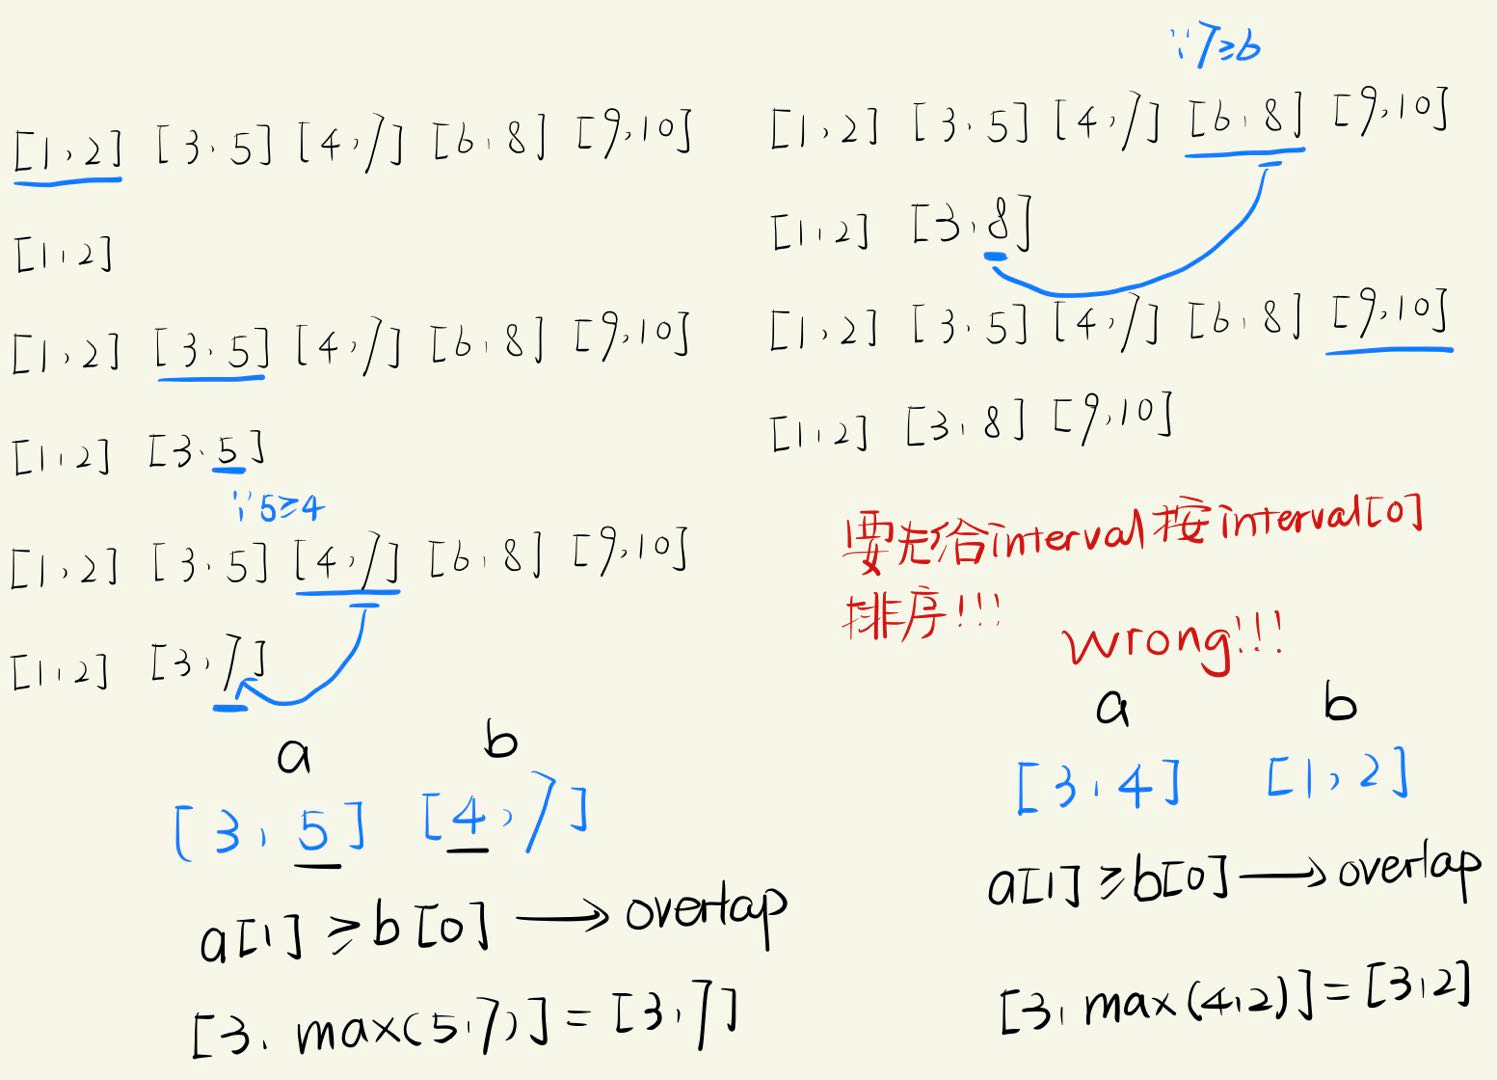 [1,2] [3,5] [4,7] [6,8] [9,10]
[1,2]
[1,2] [3,5] [4,7] [6,8] [9,10]
[1,2] [3,5]
∵5≥4
[1,2] [3,5] [4,7] [6,8] [9,10]
[1,2] [3,7]
a b
[3,5] [4,7]
a[1]≥b[0]→overlap
[3,max(5,7)]=[3,7]
∵7≥6
[1,2] [3,5] [4,7] [6,8] [9,10]
[1,2] [3,8]
[1,2] [3,5] [4,7] [6,8] [9,10]
[1,2] [3,8] [9,10]
要先给interval按interval[0]
排序!!!
wrong!!!
a b
[3,4] [1,2]
a[1]≥b[0]→overlap
[3,max(4,2)]=[3,2]